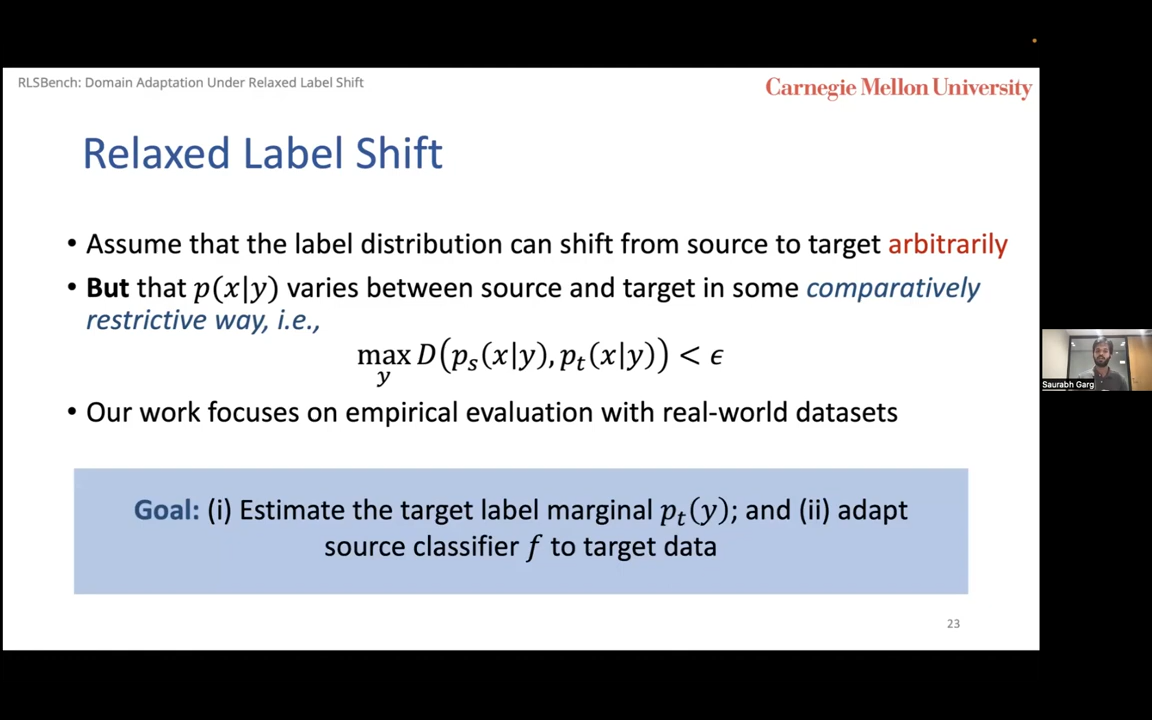 RLSBench: Domain Adaptation Under Relaxed Label Shift
Carnegie Mellon University
Relaxed Label Shift
• Assume that the label distribution can shift from source to target arbitrarily
• But that p(x|y) varies between source and target in some comparatively
restrictive way, i.e.,
max D(p_s(x|y), p_t(x|y)) < ϵ
y
• Our work focuses on empirical evaluation with real-world datasets
Goal: (i) Estimate the target label marginal p_t(y); and (ii) adapt
source classifier f to target data
23
Saurabh Garg